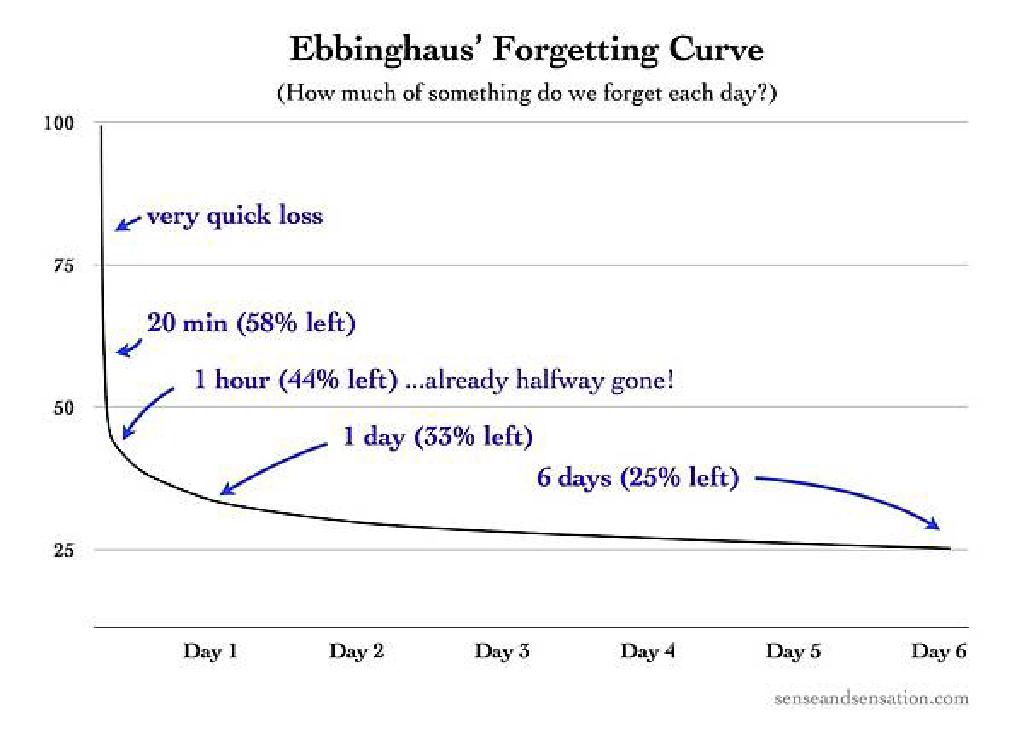 Ebbinghaus' Forgetting Curve
(How much of something do we forget each day?)
100
very quick loss
75
20 min (58% left)
1 hour (44% left) ...already halfway gone!
50
1 day (33% left)
6 days (25% left)
25
Day 1 Day 2 Day 3 Day 4 Day 5 Day 6
senseandsensation.com